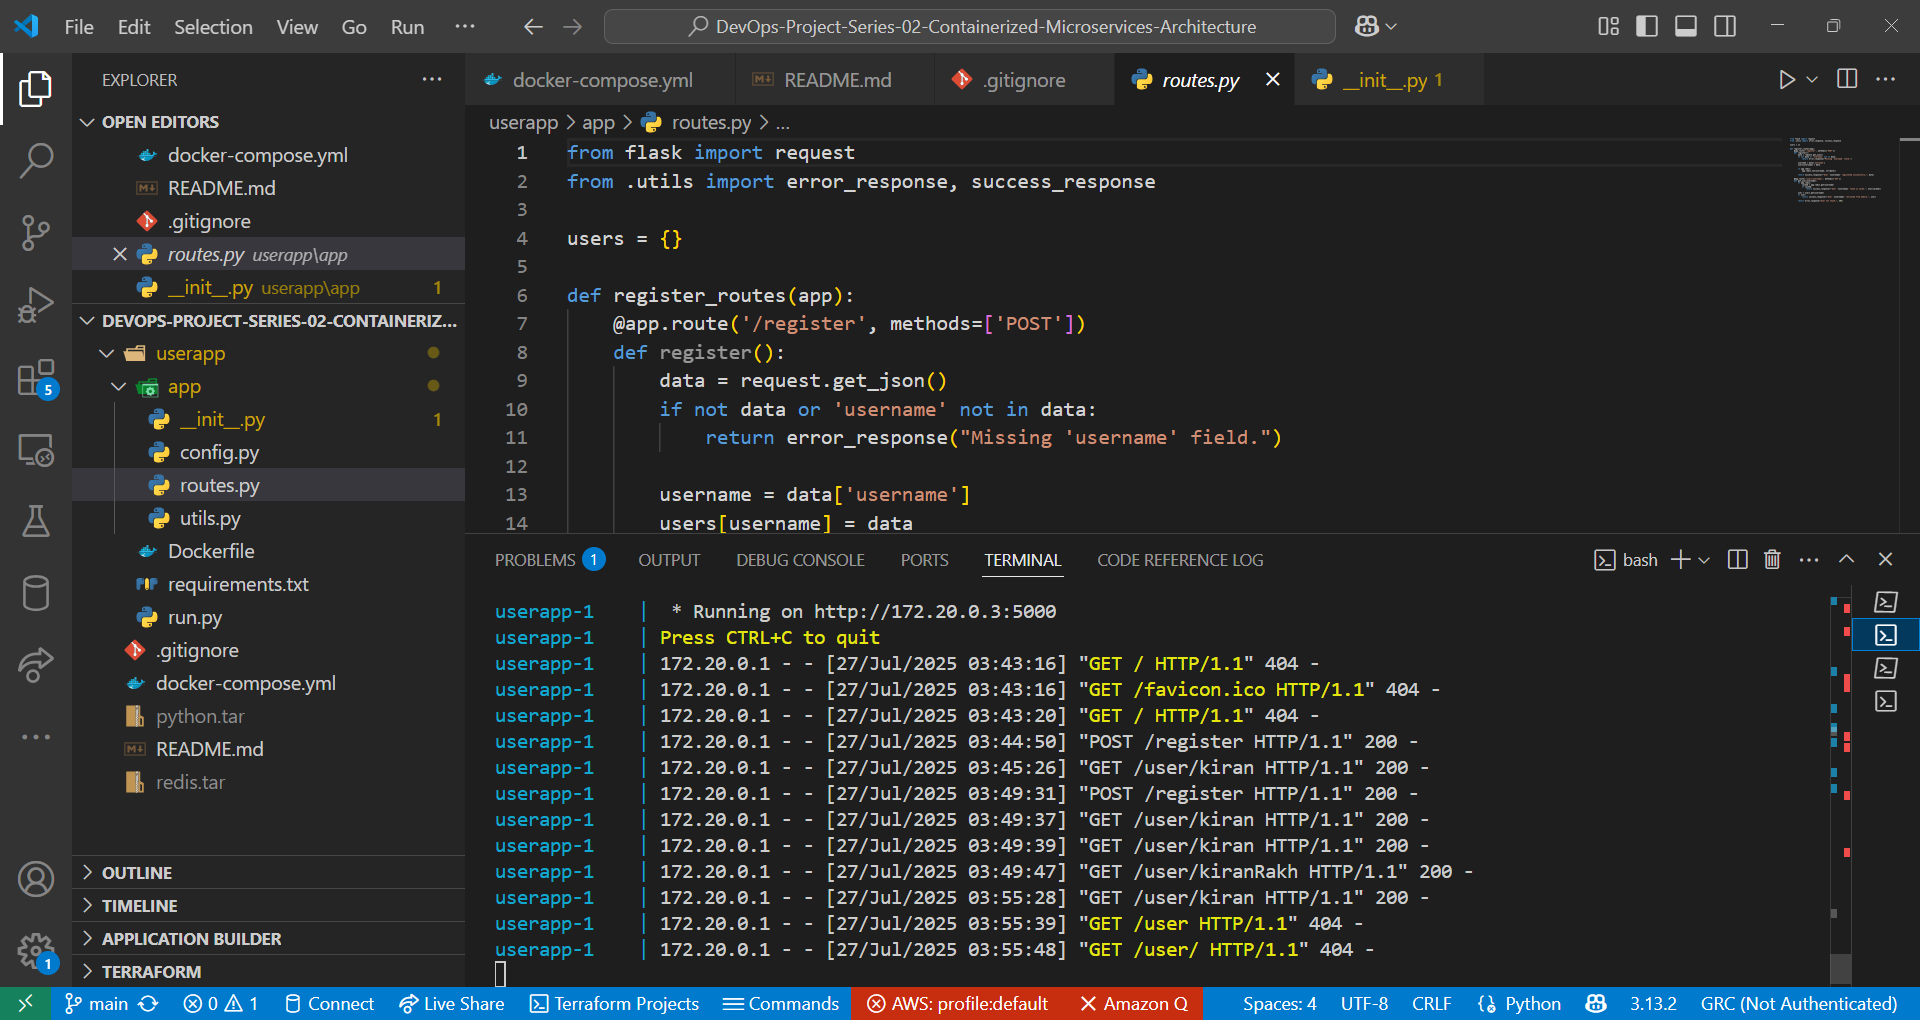 File Edit Selection View Go Run ··· DevOps-Project-Series-02-Containerized-Microservices-Architecture
EXPLORER
OPEN EDITORS
docker-compose.yml
README.md
.gitignore
routes.py userapp\app
__init__.py userapp\app 1
DEVOPS-PROJECT-SERIES-02-CONTAINERIZ...
userapp
app
__init__.py 1
config.py
routes.py
utils.py
Dockerfile
requirements.txt
run.py
.gitignore
docker-compose.yml
python.tar
README.md
redis.tar
OUTLINE
TIMELINE
APPLICATION BUILDER
TERRAFORM
5
1
docker-compose.yml README.md .gitignore routes.py __init__.py 1
userapp > app > routes.py > ...
1 from flask import request
2 from .utils import error_response, success_response
3
4 users = {}
5
6 def register_routes(app):
7 @app.route('/register', methods=['POST'])
8 def register():
9 data = request.get_json()
10 if not data or 'username' not in data:
11 return error_response("Missing 'username' field.")
12
13 username = data['username']
14 users[username] = data
PROBLEMS 1 OUTPUT DEBUG CONSOLE PORTS TERMINAL CODE REFERENCE LOG bash
userapp-1 | * Running on http://172.20.0.3:5000
userapp-1 | Press CTRL+C to quit
userapp-1 | 172.20.0.1 - - [27/Jul/2025 03:43:16] "GET / HTTP/1.1" 404 -
userapp-1 | 172.20.0.1 - - [27/Jul/2025 03:43:16] "GET /favicon.ico HTTP/1.1" 404 -
userapp-1 | 172.20.0.1 - - [27/Jul/2025 03:43:20] "GET / HTTP/1.1" 404 -
userapp-1 | 172.20.0.1 - - [27/Jul/2025 03:44:50] "POST /register HTTP/1.1" 200 -
userapp-1 | 172.20.0.1 - - [27/Jul/2025 03:45:26] "GET /user/kiran HTTP/1.1" 200 -
userapp-1 | 172.20.0.1 - - [27/Jul/2025 03:49:31] "POST /register HTTP/1.1" 200 -
userapp-1 | 172.20.0.1 - - [27/Jul/2025 03:49:37] "GET /user/kiran HTTP/1.1" 200 -
userapp-1 | 172.20.0.1 - - [27/Jul/2025 03:49:39] "GET /user/kiran HTTP/1.1" 200 -
userapp-1 | 172.20.0.1 - - [27/Jul/2025 03:49:47] "GET /user/kiranRakh HTTP/1.1" 200 -
userapp-1 | 172.20.0.1 - - [27/Jul/2025 03:55:28] "GET /user/kiran HTTP/1.1" 200 -
userapp-1 | 172.20.0.1 - - [27/Jul/2025 03:55:39] "GET /user HTTP/1.1" 404 -
userapp-1 | 172.20.0.1 - - [27/Jul/2025 03:55:48] "GET /user/ HTTP/1.1" 404 -
main 0 1 Connect Live Share Terraform Projects Commands AWS: profile:default Amazon Q Spaces: 4 UTF-8 CRLF Python 3.13.2 GRC (Not Authenticated)